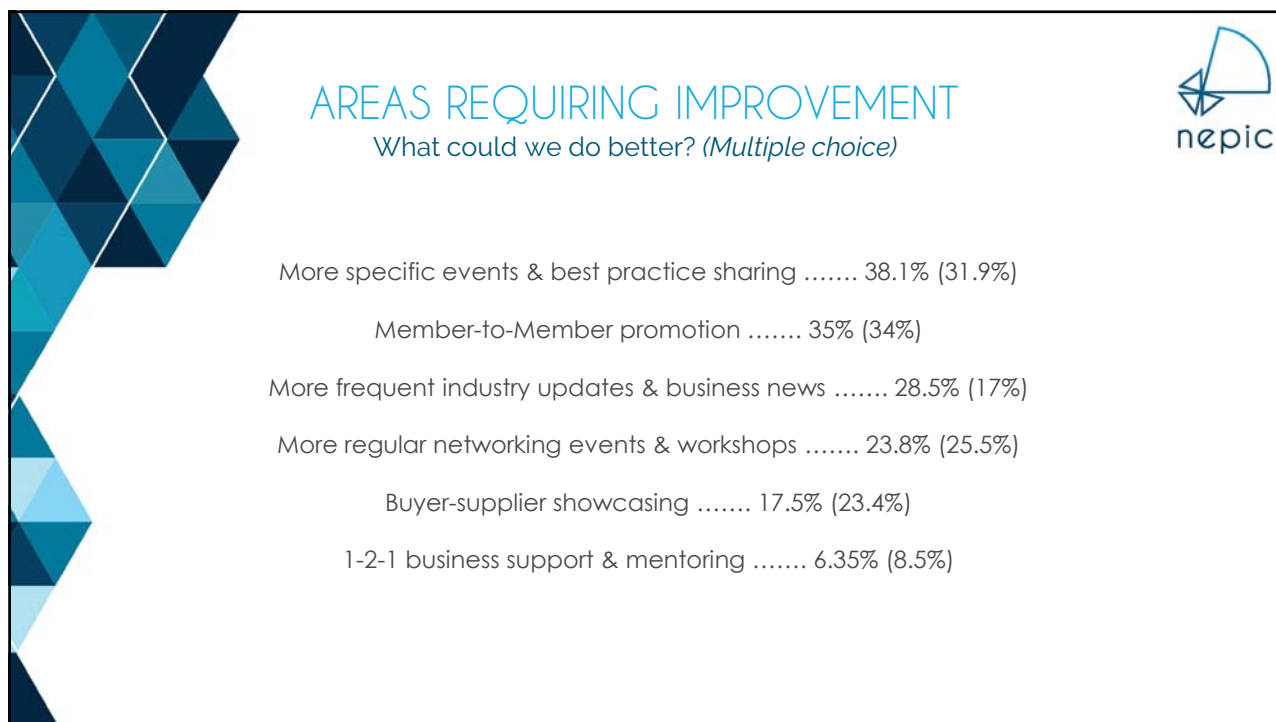 AREAS REQUIRING IMPROVEMENT
What could we do better? (Multiple choice)
nepic
More specific events & best practice sharing ……. 38.1% (31.9%)
Member-to-Member promotion ……. 35% (34%)
More frequent industry updates & business news ……. 28.5% (17%)
More regular networking events & workshops ……. 23.8% (25.5%)
Buyer-supplier showcasing ……. 17.5% (23.4%)
1-2-1 business support & mentoring ……. 6.35% (8.5%)